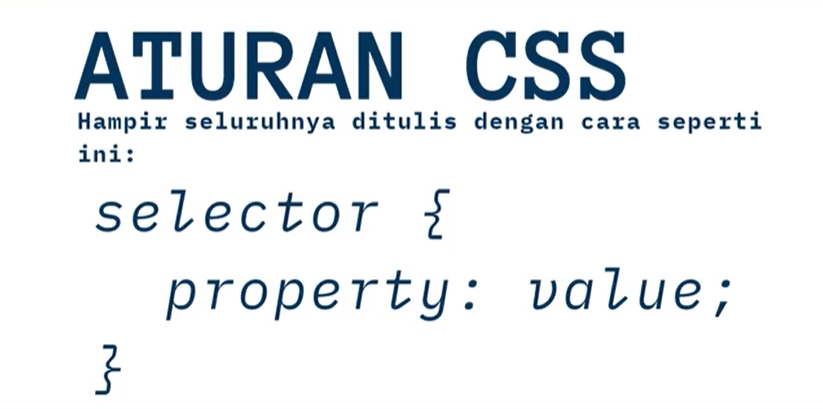 ATURAN CSS
Hampir seluruhnya ditulis dengan cara seperti
ini:
selector {
property: value;
}